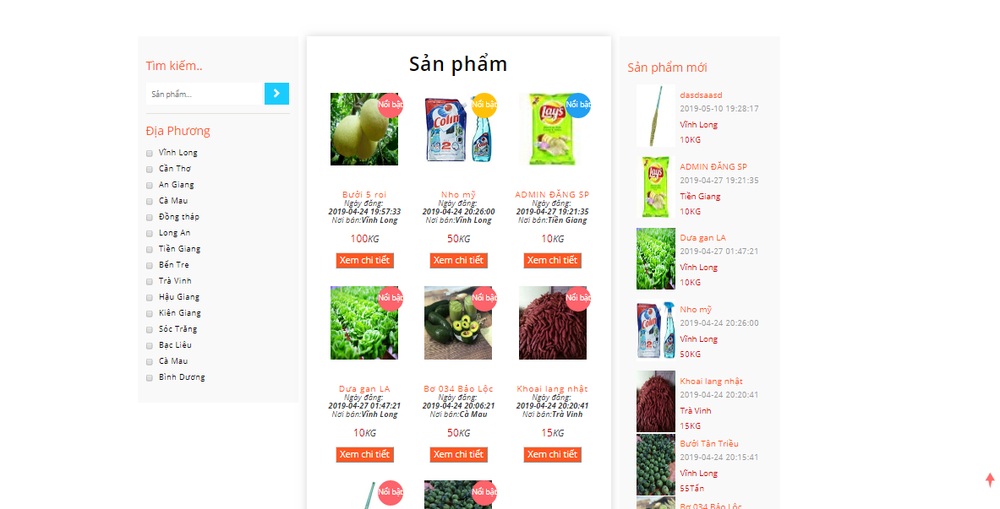 Tìm kiếm..
Sản phẩm...
Địa Phương
Vĩnh Long
Cần Thơ
An Giang
Cà Mau
Đồng tháp
Long An
Tiền Giang
Bến Tre
Trà Vinh
Hậu Giang
Kiên Giang
Sóc Trăng
Bạc Liêu
Cà Mau
Bình Dương
Sản phẩm
Nổi bật
Colin
Nổi bật
Lay's
Nổi bật
Bưởi 5 roi
Ngày đăng:
2019-04-24 19:57:33
Nơi bán:Vĩnh Long
100KG
Xem chi tiết
Nho mỹ
Ngày đăng:
2019-04-24 20:26:00
Nơi bán:Vĩnh Long
50KG
Xem chi tiết
ADMIN ĐĂNG SP
Ngày đăng:
2019-04-27 19:21:35
Nơi bán:Tiền Giang
10KG
Xem chi tiết
Nổi bật
Nổi bật
Nổi bật
Dưa gan LA
Ngày đăng:
2019-04-27 01:47:21
Nơi bán:Vĩnh Long
10KG
Xem chi tiết
Bơ 034 Bảo Lộc
Ngày đăng:
2019-04-24 20:06:21
Nơi bán:Cà Mau
50KG
Xem chi tiết
Khoai lang nhật
Ngày đăng:
2019-04-24 20:20:41
Nơi bán:Trà Vinh
15KG
Xem chi tiết
Nổi bật
Nổi bật
Sản phẩm mới
dasdsaasd
2019-05-10 19:28:17
Vĩnh Long
10KG
Lay's
ADMIN ĐĂNG SP
2019-04-27 19:21:35
Tiền Giang
10KG
Dưa gan LA
2019-04-27 01:47:21
Vĩnh Long
10KG
Colin
Nho mỹ
2019-04-24 20:26:00
Vĩnh Long
50KG
Khoai lang nhật
2019-04-24 20:20:41
Trà Vinh
15KG
Bưởi Tân Triều
2019-04-24 20:15:41
Vĩnh Long
55Tấn
Bơ 034 Bảo Lộc